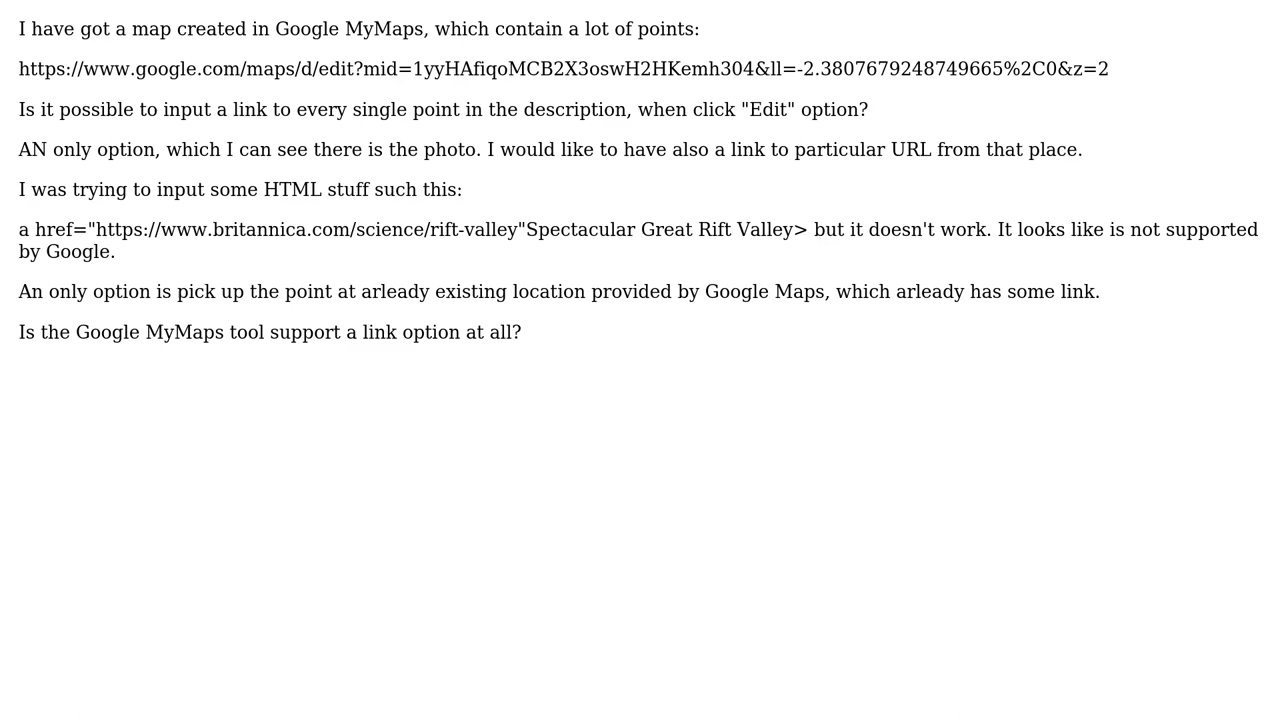 I have got a map created in Google MyMaps, which contain a lot of points:
https://www.google.com/maps/d/edit?mid=1yyHAfiqoMCB2X3oswH2HKemh304&ll=-2.3807679248749665%2C0&z=2
Is it possible to input a link to every single point in the description, when click "Edit" option?
AN only option, which I can see there is the photo. I would like to have also a link to particular URL from that place.
I was trying to input some HTML stuff such this:
a href="https://www.britannica.com/science/rift-valley"Spectacular Great Rift Valley> but it doesn't work. It looks like is not supported
by Google.
An only option is pick up the point at arleady existing location provided by Google Maps, which arleady has some link.
Is the Google MyMaps tool support a link option at all?